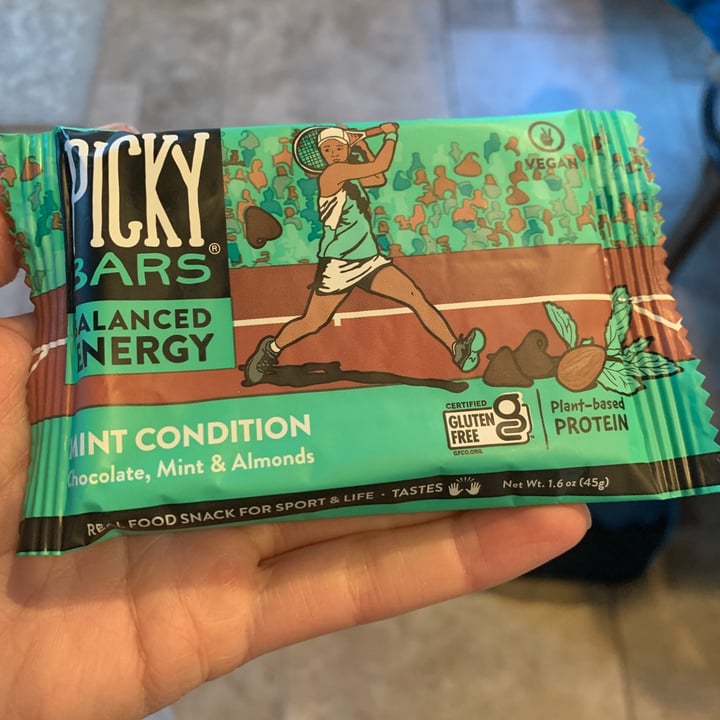 PICKY
BARS®
BALANCED
ENERGY
VEGAN
MINT CONDITION
Chocolate, Mint & Almonds
CERTIFIED
GLUTEN
FREE
GFCO.ORG
Plant-based
PROTEIN
REAL FOOD SNACK FOR SPORT & LIFE · TASTES
Net Wt. 1.6 oz (45g)